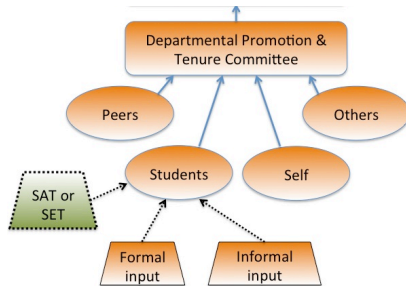 Departmental Promotion &
Tenure Committee
Peers
Others
Students
Self
SAT or
SET
Formal
input
Informal
input